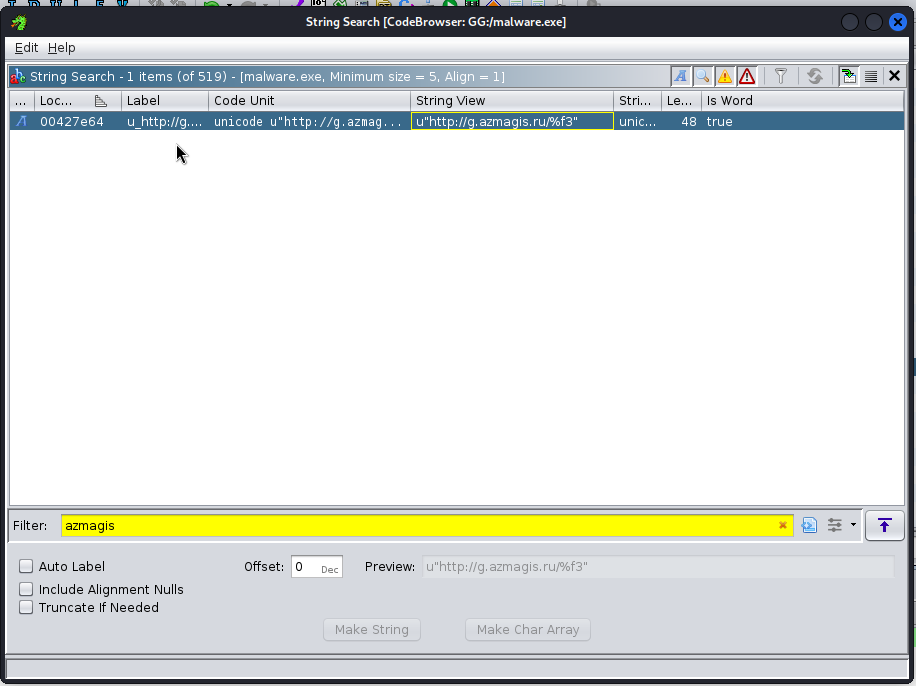 String Search [CodeBrowser: GG:/malware.exe]
Edit Help
String Search - 1 items (of 519) - [malware.exe, Minimum size = 5, Align = 1]
... Loc... Label Code Unit String View Stri... Le... Is Word
A 00427e64 u_http://g.... unicode u"http://g.azmag... u"http://g.azmagis.ru/%f3" unic... 48 true
Filter: azmagis
Auto Label Offset: 0 Dec Preview: u"http://g.azmagis.ru/%f3"
Include Alignment Nulls
Truncate If Needed
Make String Make Char Array